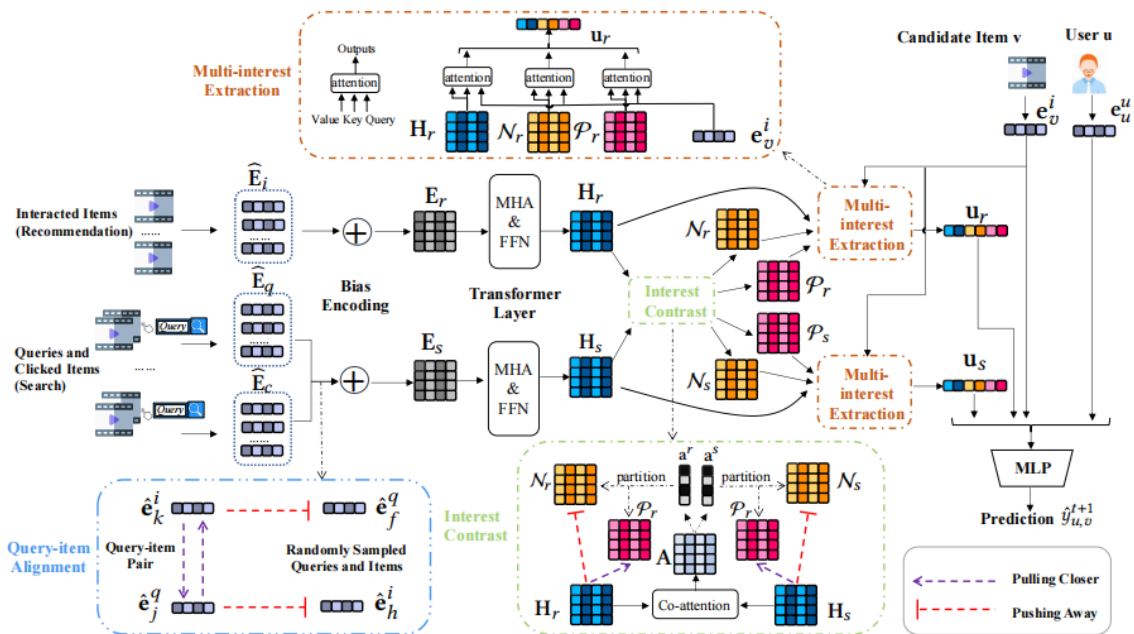 Multi-interest
Extraction
Outputs
attention
Value Key Query
u_r
attention
attention
attention
H_r
𝒩_r
𝒫_r
e_v^i
Candidate Item v
User u
e_v^i
e_u^u
Interacted Items
(Recommendation) ......
Ê_i
......
Bias
Encoding
E_r
MHA
&
FFN
Transformer
Layer
H_r
𝒩_r
𝒫_r
Interest
Contrast
Multi-
interest
Extraction
u_r
Query
Queries and
Clicked Items
(Search)
......
Query
Ê_q
......
Ê_c
......
E_s
MHA
&
FFN
H_s
𝒫_s
𝒩_s
Multi-
interest
Extraction
u_s
MLP
Prediction ŷ_{u,v}^{t+1}
Query-item
Alignment
ê_k^i
ê_f^q
Query-item
Pair
Randomly Sampled
Queries and Items
ê_j^q
ê_h^i
Interest
Contrast
a^r
a^s
𝒩_r
partition
partition
𝒩_s
𝒫_r
𝒫_r
A
H_r
Co-attention
H_s
Pulling Closer
Pushing Away